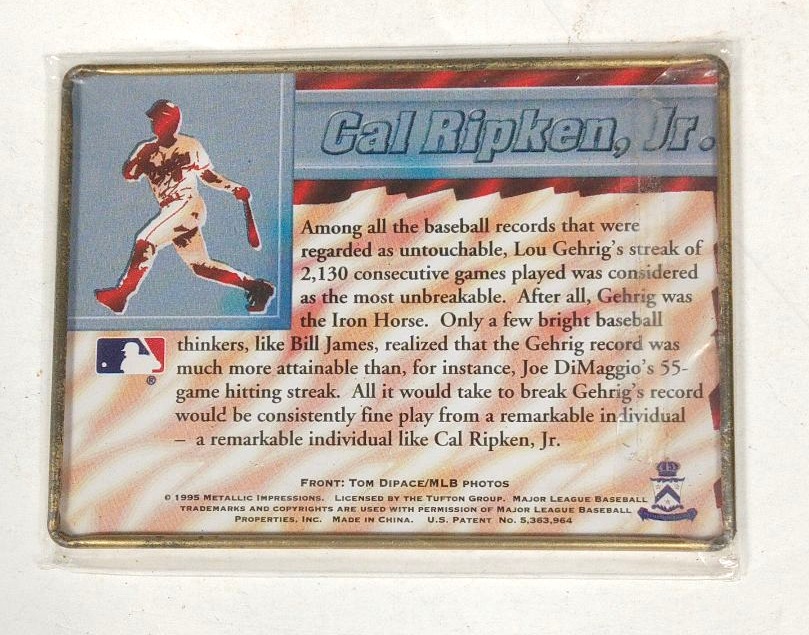 Cal Ripken, Jr.
Among all the baseball records that were
regarded as untouchable, Lou Gehrig's streak of
2,130 consecutive games played was considered
as the most unbreakable. After all, Gehrig was
the Iron Horse. Only a few bright baseball
thinkers, like Bill James, realized that the Gehrig record was
much more attainable than, for instance, Joe DiMaggio's 55-
game hitting streak. All it would take to break Gehrig's record
would be consistently fine play from a remarkable individual
– a remarkable individual like Cal Ripken, Jr.
®
Front: Tom DiPace/MLB photos
© 1995 Metallic Impressions. Licensed by the Tufton Group. Major League Baseball
trademarks and copyrights are used with permission of Major League Baseball
Properties, Inc. Made in China. U.S. Patent No. 5,363,964